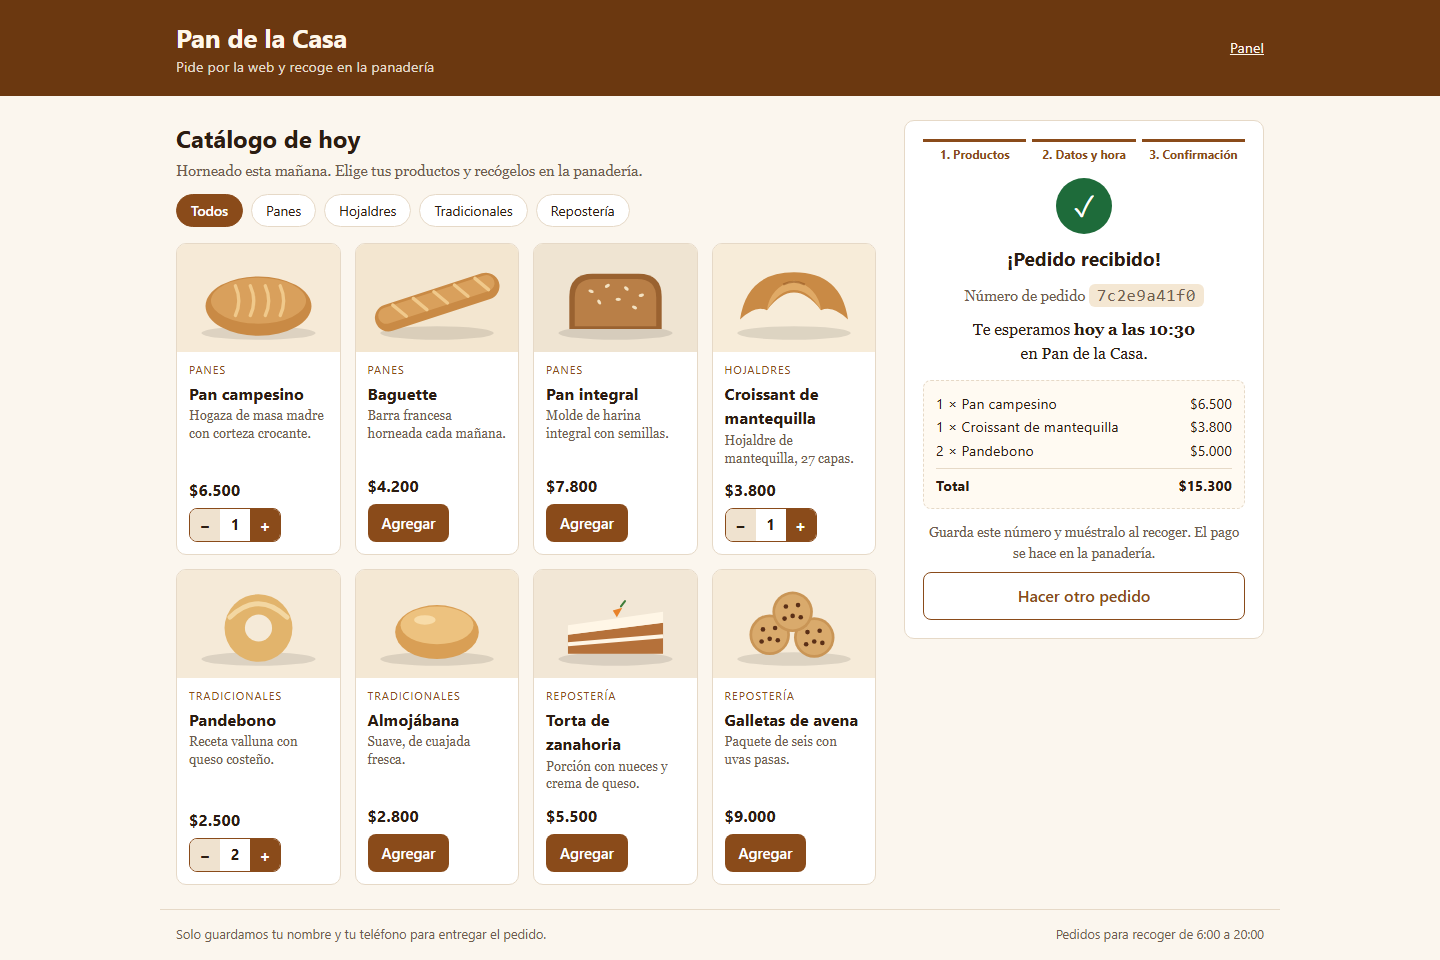 Pan de la Casa
Pide por la web y recoge en la panadería
Panel
Catálogo de hoy
Horneado esta mañana. Elige tus productos y recógelos en la panadería.
Todos
Panes
Hojaldres
Tradicionales
Repostería
PANES
Pan campesino
Hogaza de masa madre
con corteza crocante.
$6.500
– 1 +
PANES
Baguette
Barra francesa
horneada cada mañana.
$4.200
Agregar
PANES
Pan integral
Molde de harina
integral con semillas.
$7.800
Agregar
HOJALDRES
Croissant de
mantequilla
Hojaldre de
mantequilla, 27 capas.
$3.800
– 1 +
TRADICIONALES
Pandebono
Receta valluna con
queso costeño.
$2.500
– 2 +
TRADICIONALES
Almojábana
Suave, de cuajada
fresca.
$2.800
Agregar
REPOSTERÍA
Torta de
zanahoria
Porción con nueces y
crema de queso.
$5.500
Agregar
REPOSTERÍA
Galletas de avena
Paquete de seis con
uvas pasas.
$9.000
Agregar
1. Productos
2. Datos y hora
3. Confirmación
✓
¡Pedido recibido!
Número de pedido 7c2e9a41f0
Te esperamos hoy a las 10:30
en Pan de la Casa.
1 × Pan campesino $6.500
1 × Croissant de mantequilla $3.800
2 × Pandebono $5.000
Total $15.300
Guarda este número y muéstralo al recoger. El pago
se hace en la panadería.
Hacer otro pedido
Solo guardamos tu nombre y tu teléfono para entregar el pedido.
Pedidos para recoger de 6:00 a 20:00